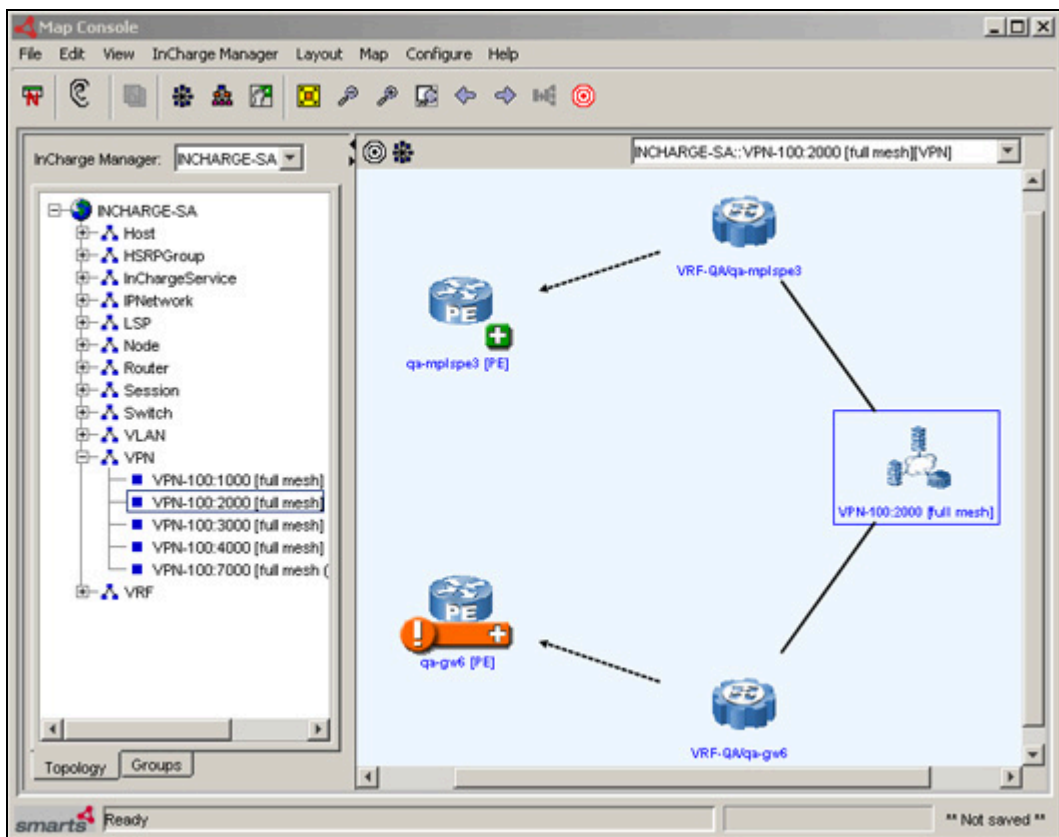 Map Console
File Edit View InCharge Manager Layout Map Configure Help
InCharge Manager: INCHARGE-SA
INCHARGE-SA::VPN-100:2000 [full mesh][VPN]
INCHARGE-SA
Host
HSRPGroup
InChargeService
IPNetwork
LSP
Node
Router
Session
Switch
VLAN
VPN
VPN-100:1000 [full mesh]
VPN-100:2000 [full mesh]
VPN-100:3000 [full mesh]
VPN-100:4000 [full mesh]
VPN-100:7000 [full mesh (
VRF
VRF-QA/qa-mplspe3
PE
qa-mplspe3 [PE]
VPN-100:2000 [full mesh]
PE
qa-gw6 [PE]
VRF-QA/qa-gw6
Topology Groups
smarts Ready ** Not saved **